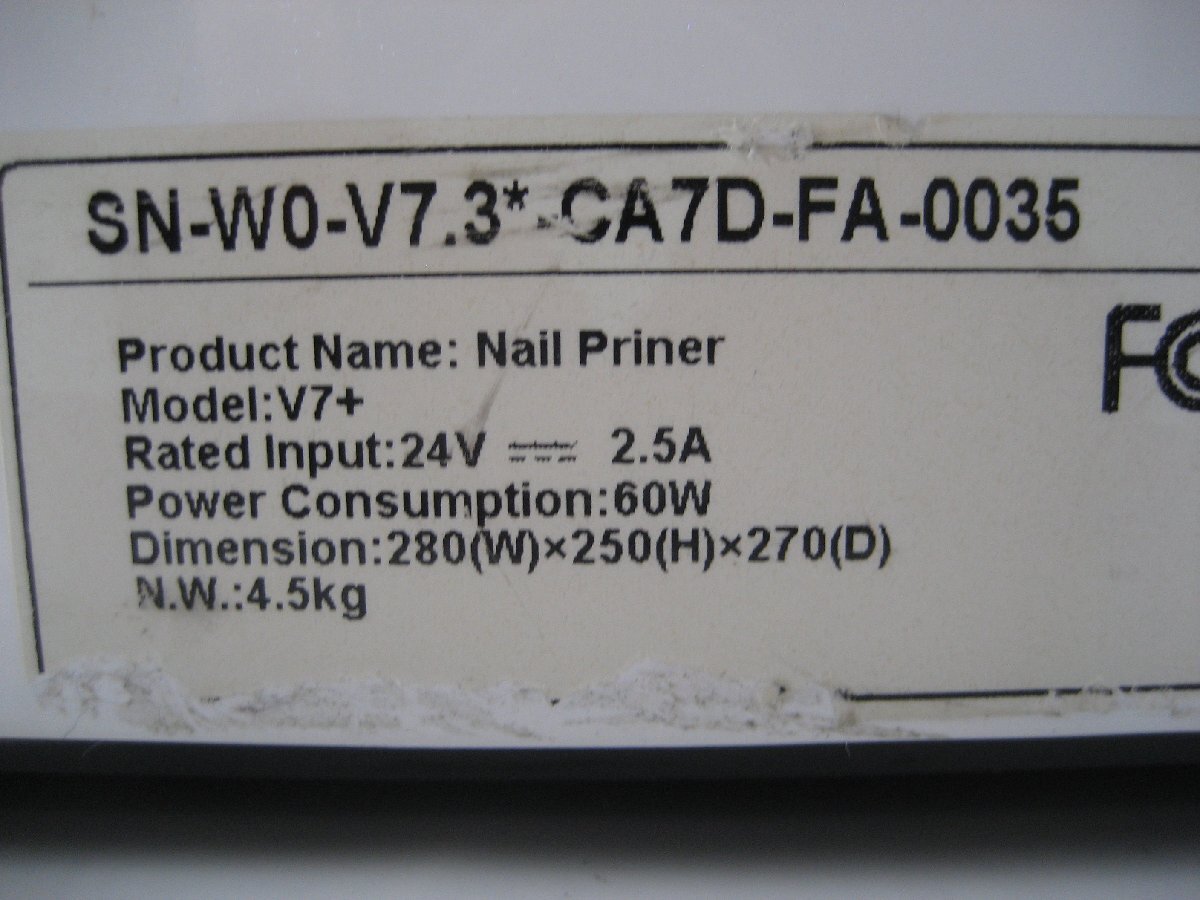 SN-W0-V7.3*-CA7D-FA-0035
Product Name: Nail Priner
Model:V7+
Rated Input:24V ⎓ 2.5A
Power Consumption:60W
Dimension:280(W)×250(H)×270(D)
N.W.:4.5kg
FC